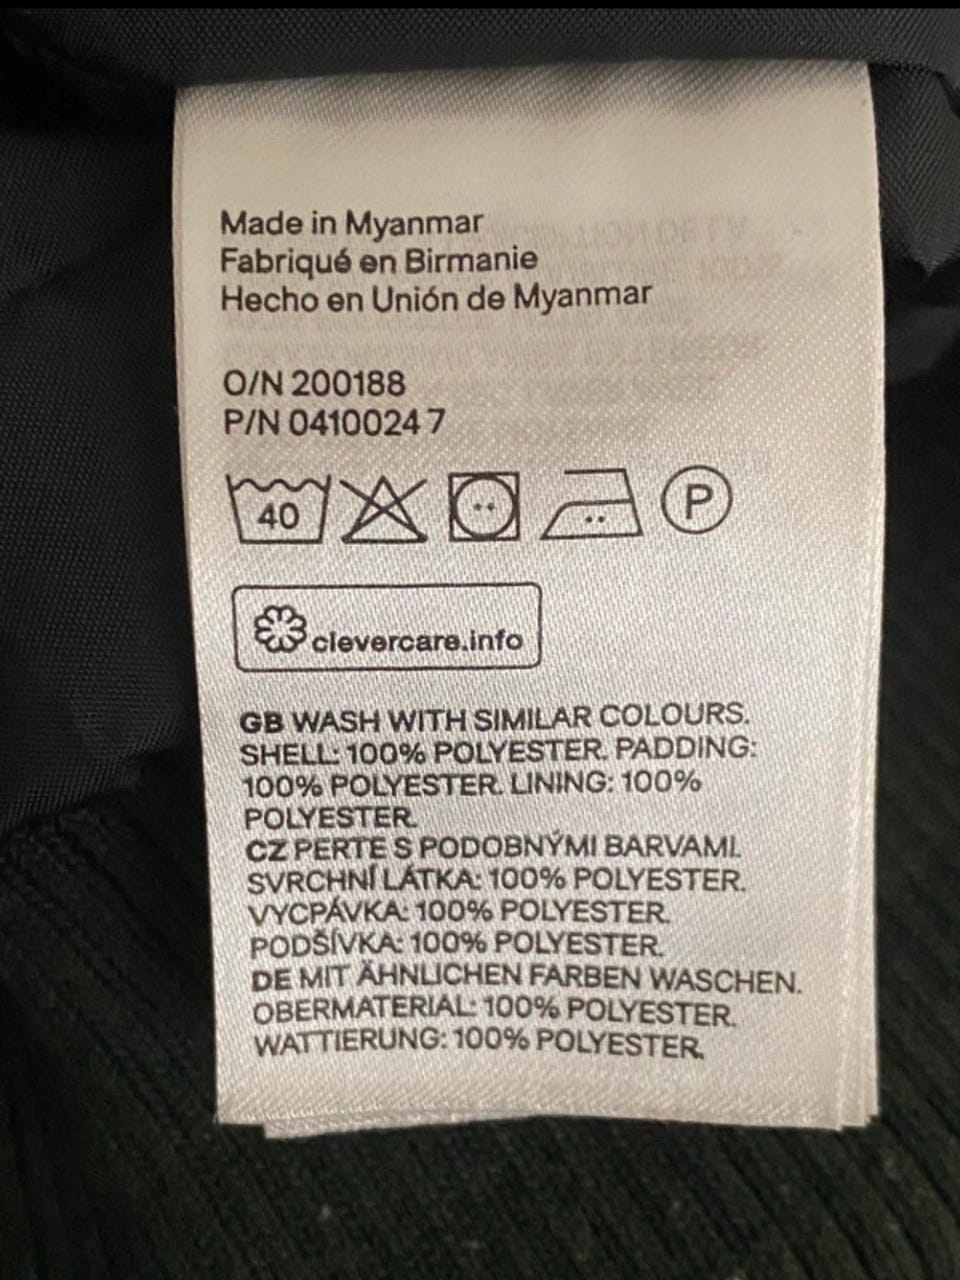 Made in Myanmar
Fabriqué en Birmanie
Hecho en Unión de Myanmar
O/N 200188
P/N 0410024 7
40 P
clevercare.info
GB WASH WITH SIMILAR COLOURS.
SHELL: 100% POLYESTER. PADDING:
100% POLYESTER. LINING: 100%
POLYESTER.
CZ PERTE S PODOBNÝMI BARVAMI.
SVRCHNÍ LÁTKA: 100% POLYESTER.
VYCPÁVKA: 100% POLYESTER.
PODŠÍVKA: 100% POLYESTER.
DE MIT ÄHNLICHEN FARBEN WASCHEN.
OBERMATERIAL: 100% POLYESTER.
WATTIERUNG: 100% POLYESTER.